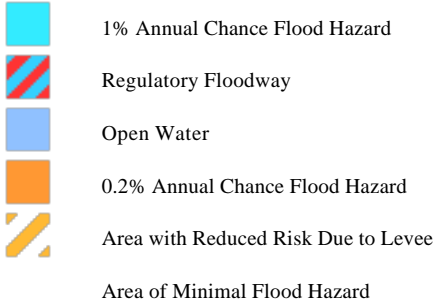 1% Annual Chance Flood Hazard
Regulatory Floodway
Open Water
0.2% Annual Chance Flood Hazard
Area with Reduced Risk Due to Levee
Area of Minimal Flood Hazard